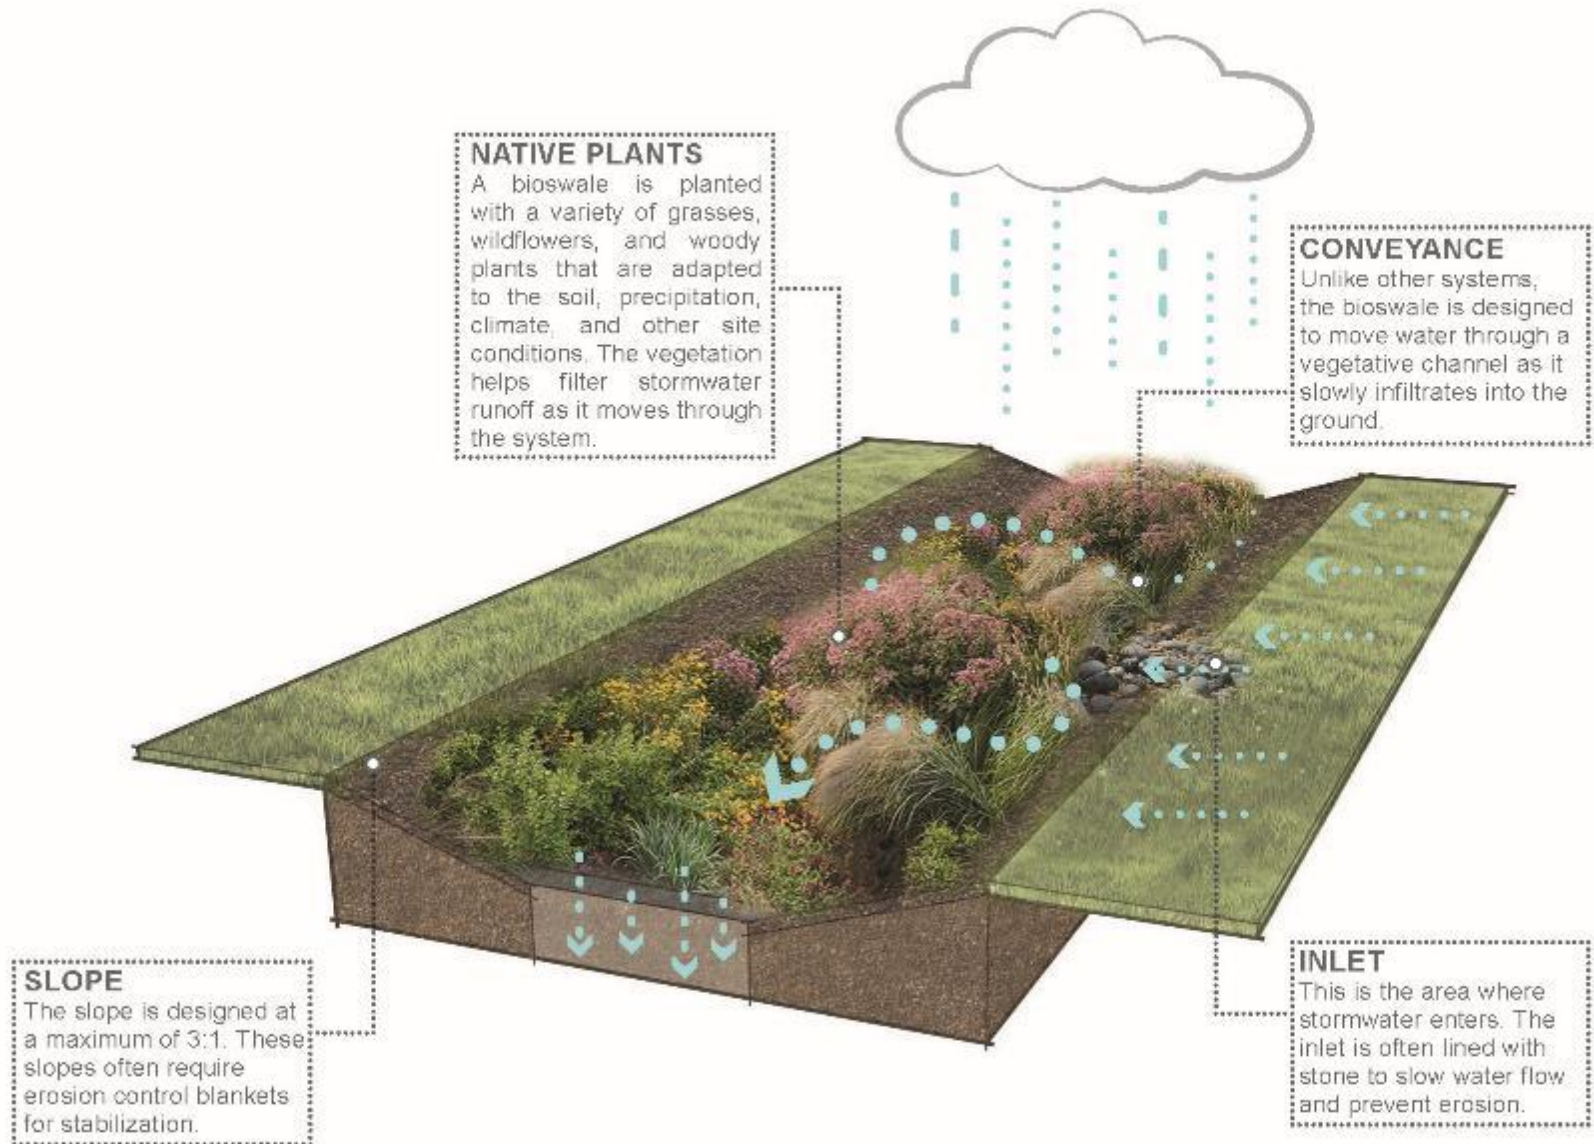 NATIVE PLANTS
A bioswale is planted
with a variety of grasses,
wildflowers, and woody
plants that are adapted
to the soil, precipitation,
climate, and other site
conditions. The vegetation
helps filter stormwater
runoff as it moves through
the system.
CONVEYANCE
Unlike other systems,
the bioswale is designed
to move water through a
vegetative channel as it
slowly infiltrates into the
ground.
SLOPE
The slope is designed at
a maximum of 3:1. These
slopes often require
erosion control blankets
for stabilization.
INLET
This is the area where
stormwater enters. The
inlet is often lined with
stone to slow water flow
and prevent erosion.